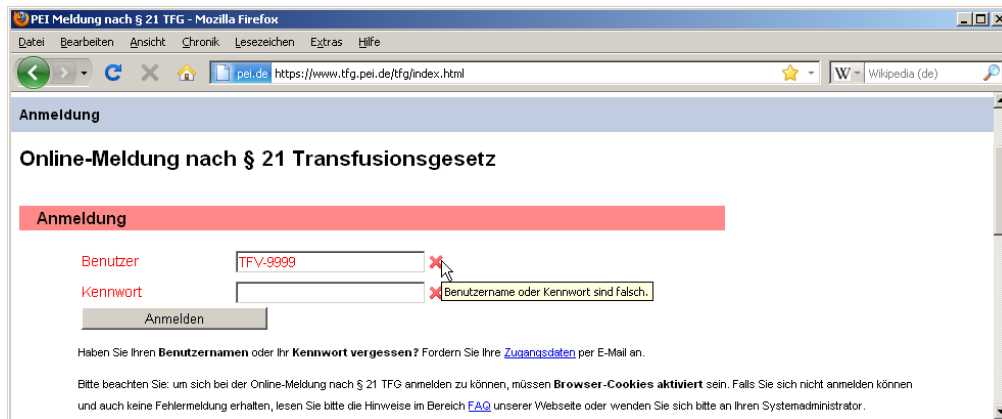 PEI Meldung nach § 21 TFG - Mozilla Firefox
Datei Bearbeiten Ansicht Chronik Lesezeichen Extras Hilfe
pei.de https://www.tfg.pei.de/tfg/index.html W Wikipedia (de)
Anmeldung
Online-Meldung nach § 21 Transfusionsgesetz
Anmeldung
Benutzer TFV-9999
Kennwort Benutzername oder Kennwort sind falsch.
Anmelden
Haben Sie Ihren Benutzernamen oder Ihr Kennwort vergessen? Fordern Sie Ihre Zugangsdaten per E-Mail an.
Bitte beachten Sie: um sich bei der Online-Meldung nach § 21 TFG anmelden zu können, müssen Browser-Cookies aktiviert sein. Falls Sie sich nicht anmelden können
und auch keine Fehlermeldung erhalten, lesen Sie bitte die Hinweise im Bereich FAQ unserer Webseite oder wenden Sie sich bitte an Ihren Systemadministrator.